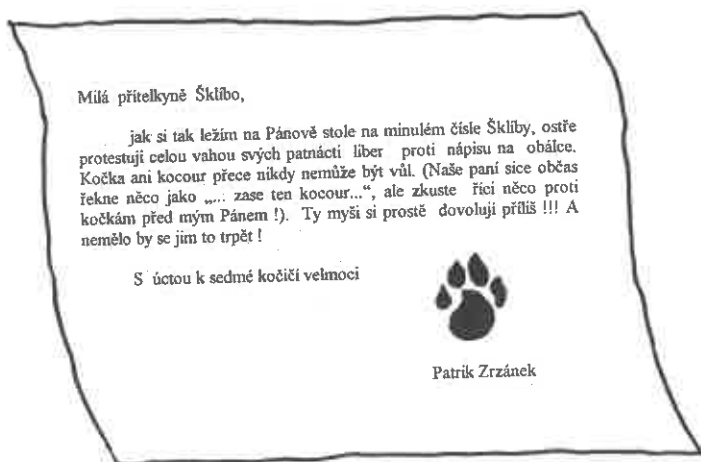 Milá přítelkyně Šklíbo,
jak si tak ležím na Pánově stole na minulém čísle Šklíby, ostře
protestuji celou vahou svých patnácti liber proti nápisu na obálce.
Kočka ani kocour přece nikdy nemůže být vůl. (Naše paní sice občas
řekne něco jako „... zase ten kocour...“, ale zkuste říci něco proti
kočkám před mým Pánem !). Ty myši si prostě dovolují příliš !!! A
nemělo by se jim to trpět !
S úctou k sedmé kočičí velmoci
Patrik Zrzánek